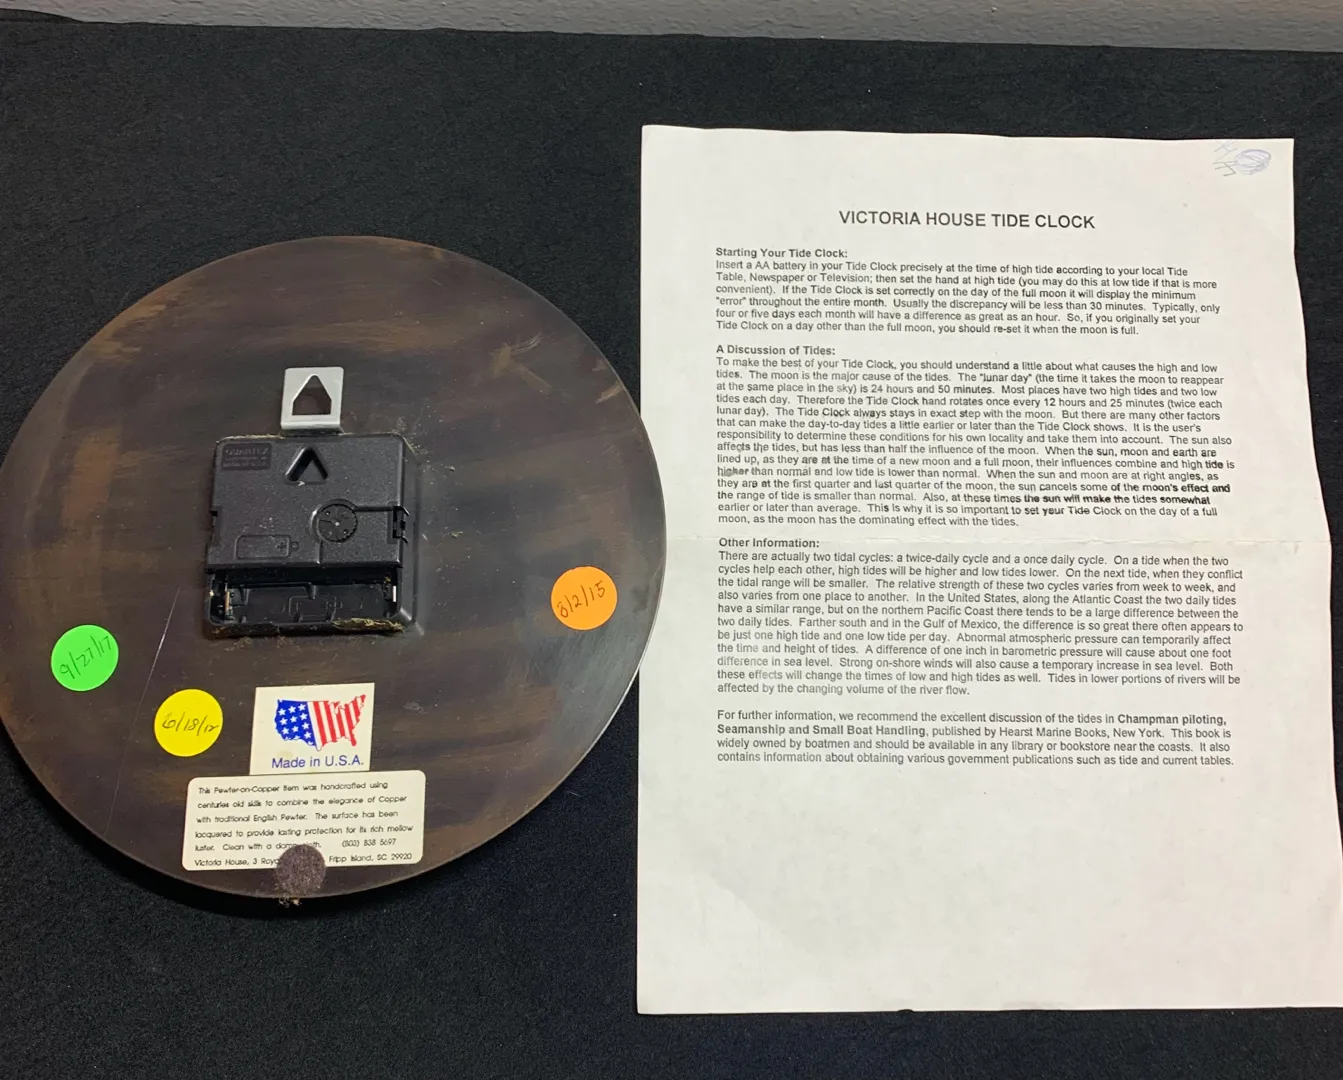 VICTORIA HOUSE TIDE CLOCK
Starting Your Tide Clock:
Insert a AA battery in your Tide Clock precisely at the time of high tide according to your local Tide
Table, Newspaper or Television; then set the hand at high tide (you may do this at low tide if that is more
convenient). If the Tide Clock is set correctly on the day of the full moon it will display the minimum
"error" throughout the entire month. Usually the discrepancy will be less than 30 minutes. Typically, only
four or five days each month will have a difference as great as an hour. So, if you originally set your
Tide Clock on a day other than the full moon, you should re-set it when the moon is full.
A Discussion of Tides:
To make the best of your Tide Clock, you should understand a little about what causes the high and low
tides. The moon is the major cause of the tides. The "lunar day" (the time it takes the moon to reappear
at the same place in the sky) is 24 hours and 50 minutes. Most places have two high tides and two low
tides each day. Therefore the Tide Clock hand rotates once every 12 hours and 25 minutes (twice each
lunar day). The Tide Clock always stays in exact step with the moon. But there are many other factors
that can make the day-to-day tides a little earlier or later than the Tide Clock shows. It is the user's
responsibility to determine these conditions for his own locality and take them into account. The sun also
affects the tides, but has less than half the influence of the moon. When the sun, moon and earth are
lined up, as they are at the time of a new moon and a full moon, their influences combine and high tide is
higher than normal and low tide is lower than normal. When the sun and moon are at right angles, as
they are at the first quarter and last quarter of the moon, the sun cancels some of the moon's effect and
the range of tide is smaller than normal. Also, at these times the sun will make the tides somewhat
earlier or later than average. This is why it is so important to set your Tide Clock on the day of a full
moon, as the moon has the dominating effect with the tides.
Other Information:
There are actually two tidal cycles: a twice-daily cycle and a once daily cycle. On a tide when the two
cycles help each other, high tides will be higher and low tides lower. On the next tide, when they conflict
the tidal range will be smaller. The relative strength of these two cycles varies from week to week, and
also varies from one place to another. In the United States, along the Atlantic Coast the two daily tides
have a similar range, but on the northern Pacific Coast there tends to be a large difference between the
two daily tides. Farther south and in the Gulf of Mexico, the difference is so great there often appears to
be just one high tide and one low tide per day. Abnormal atmospheric pressure can temporarily affect
the time and height of tides. A difference of one inch in barometric pressure will cause about one foot
difference in sea level. Strong on-shore winds will also cause a temporary increase in sea level. Both
these effects will change the times of low and high tides as well. Tides in lower portions of rivers will be
affected by the changing volume of the river flow.
For further information, we recommend the excellent discussion of the tides in Champman piloting,
Seamanship and Small Boat Handling, published by Hearst Marine Books, New York. This book is
widely owned by boatmen and should be available in any library or bookstore near the coasts. It also
contains information about obtaining various government publications such as tide and current tables.
9/27/17
6/18/12
Made in U.S.A.
This Pewter-on-Copper item was handcrafted using
centuries old skills to combine the elegance of Copper
with traditional English Pewter. The surface has been
lacquered to provide lasting protection for its rich mellow
luster. Clean with a (803) 838 5697
Victoria House, 3 Fripp Island, SC 29920